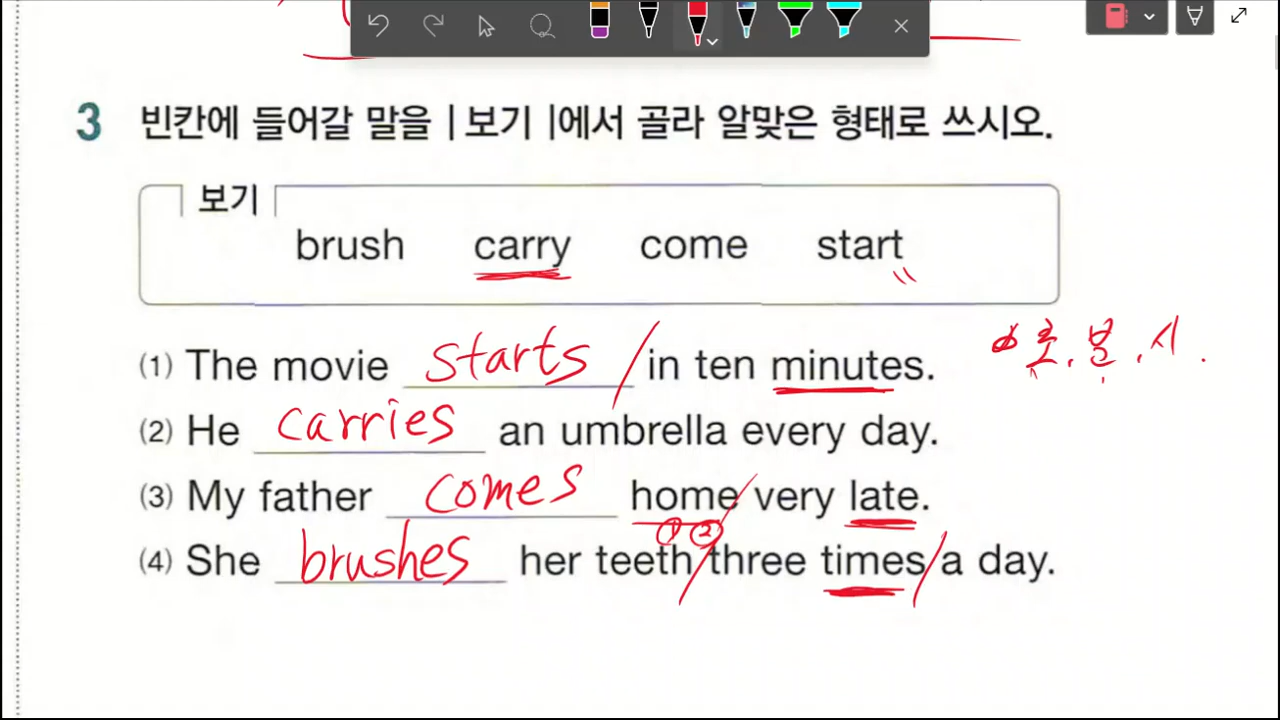 3 빈칸에 들어갈 말을 | 보기 |에서 골라 알맞은 형태로 쓰시오.
보기
brush carry come start
(1) The movie starts / in ten minutes.
(2) He carries an umbrella every day.
(3) My father comes home / very late.
① ②
(4) She brushes her teeth / three times / a day.